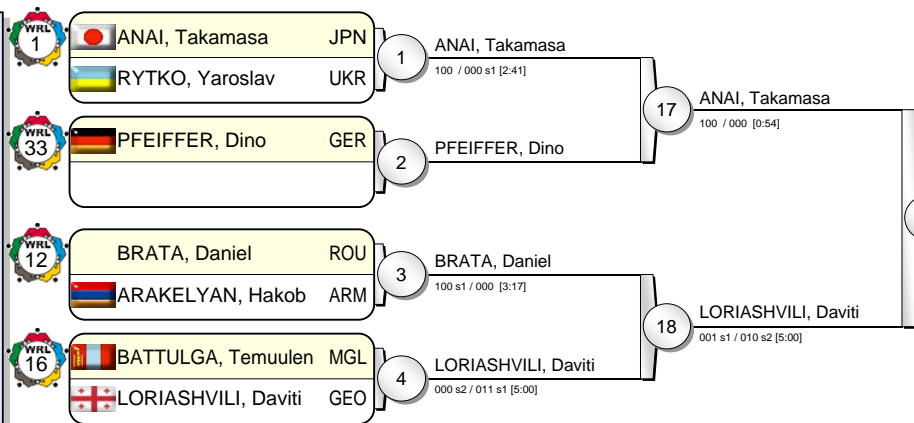 WRL
1
ANAI, Takamasa JPN
RYTKO, Yaroslav UKR
1
ANAI, Takamasa
100 / 000 s1 [2:41]
WRL
33
PFEIFFER, Dino GER
2
PFEIFFER, Dino
17
ANAI, Takamasa
100 / 000 [0:54]
WRL
12
BRATA, Daniel ROU
ARAKELYAN, Hakob ARM
3
BRATA, Daniel
100 s1 / 000 [3:17]
WRL
16
BATTULGA, Temuulen MGL
LORIASHVILI, Daviti GEO
4
LORIASHVILI, Daviti
000 s2 / 011 s1 [5:00]
18
LORIASHVILI, Daviti
001 s1 / 010 s2 [5:00]